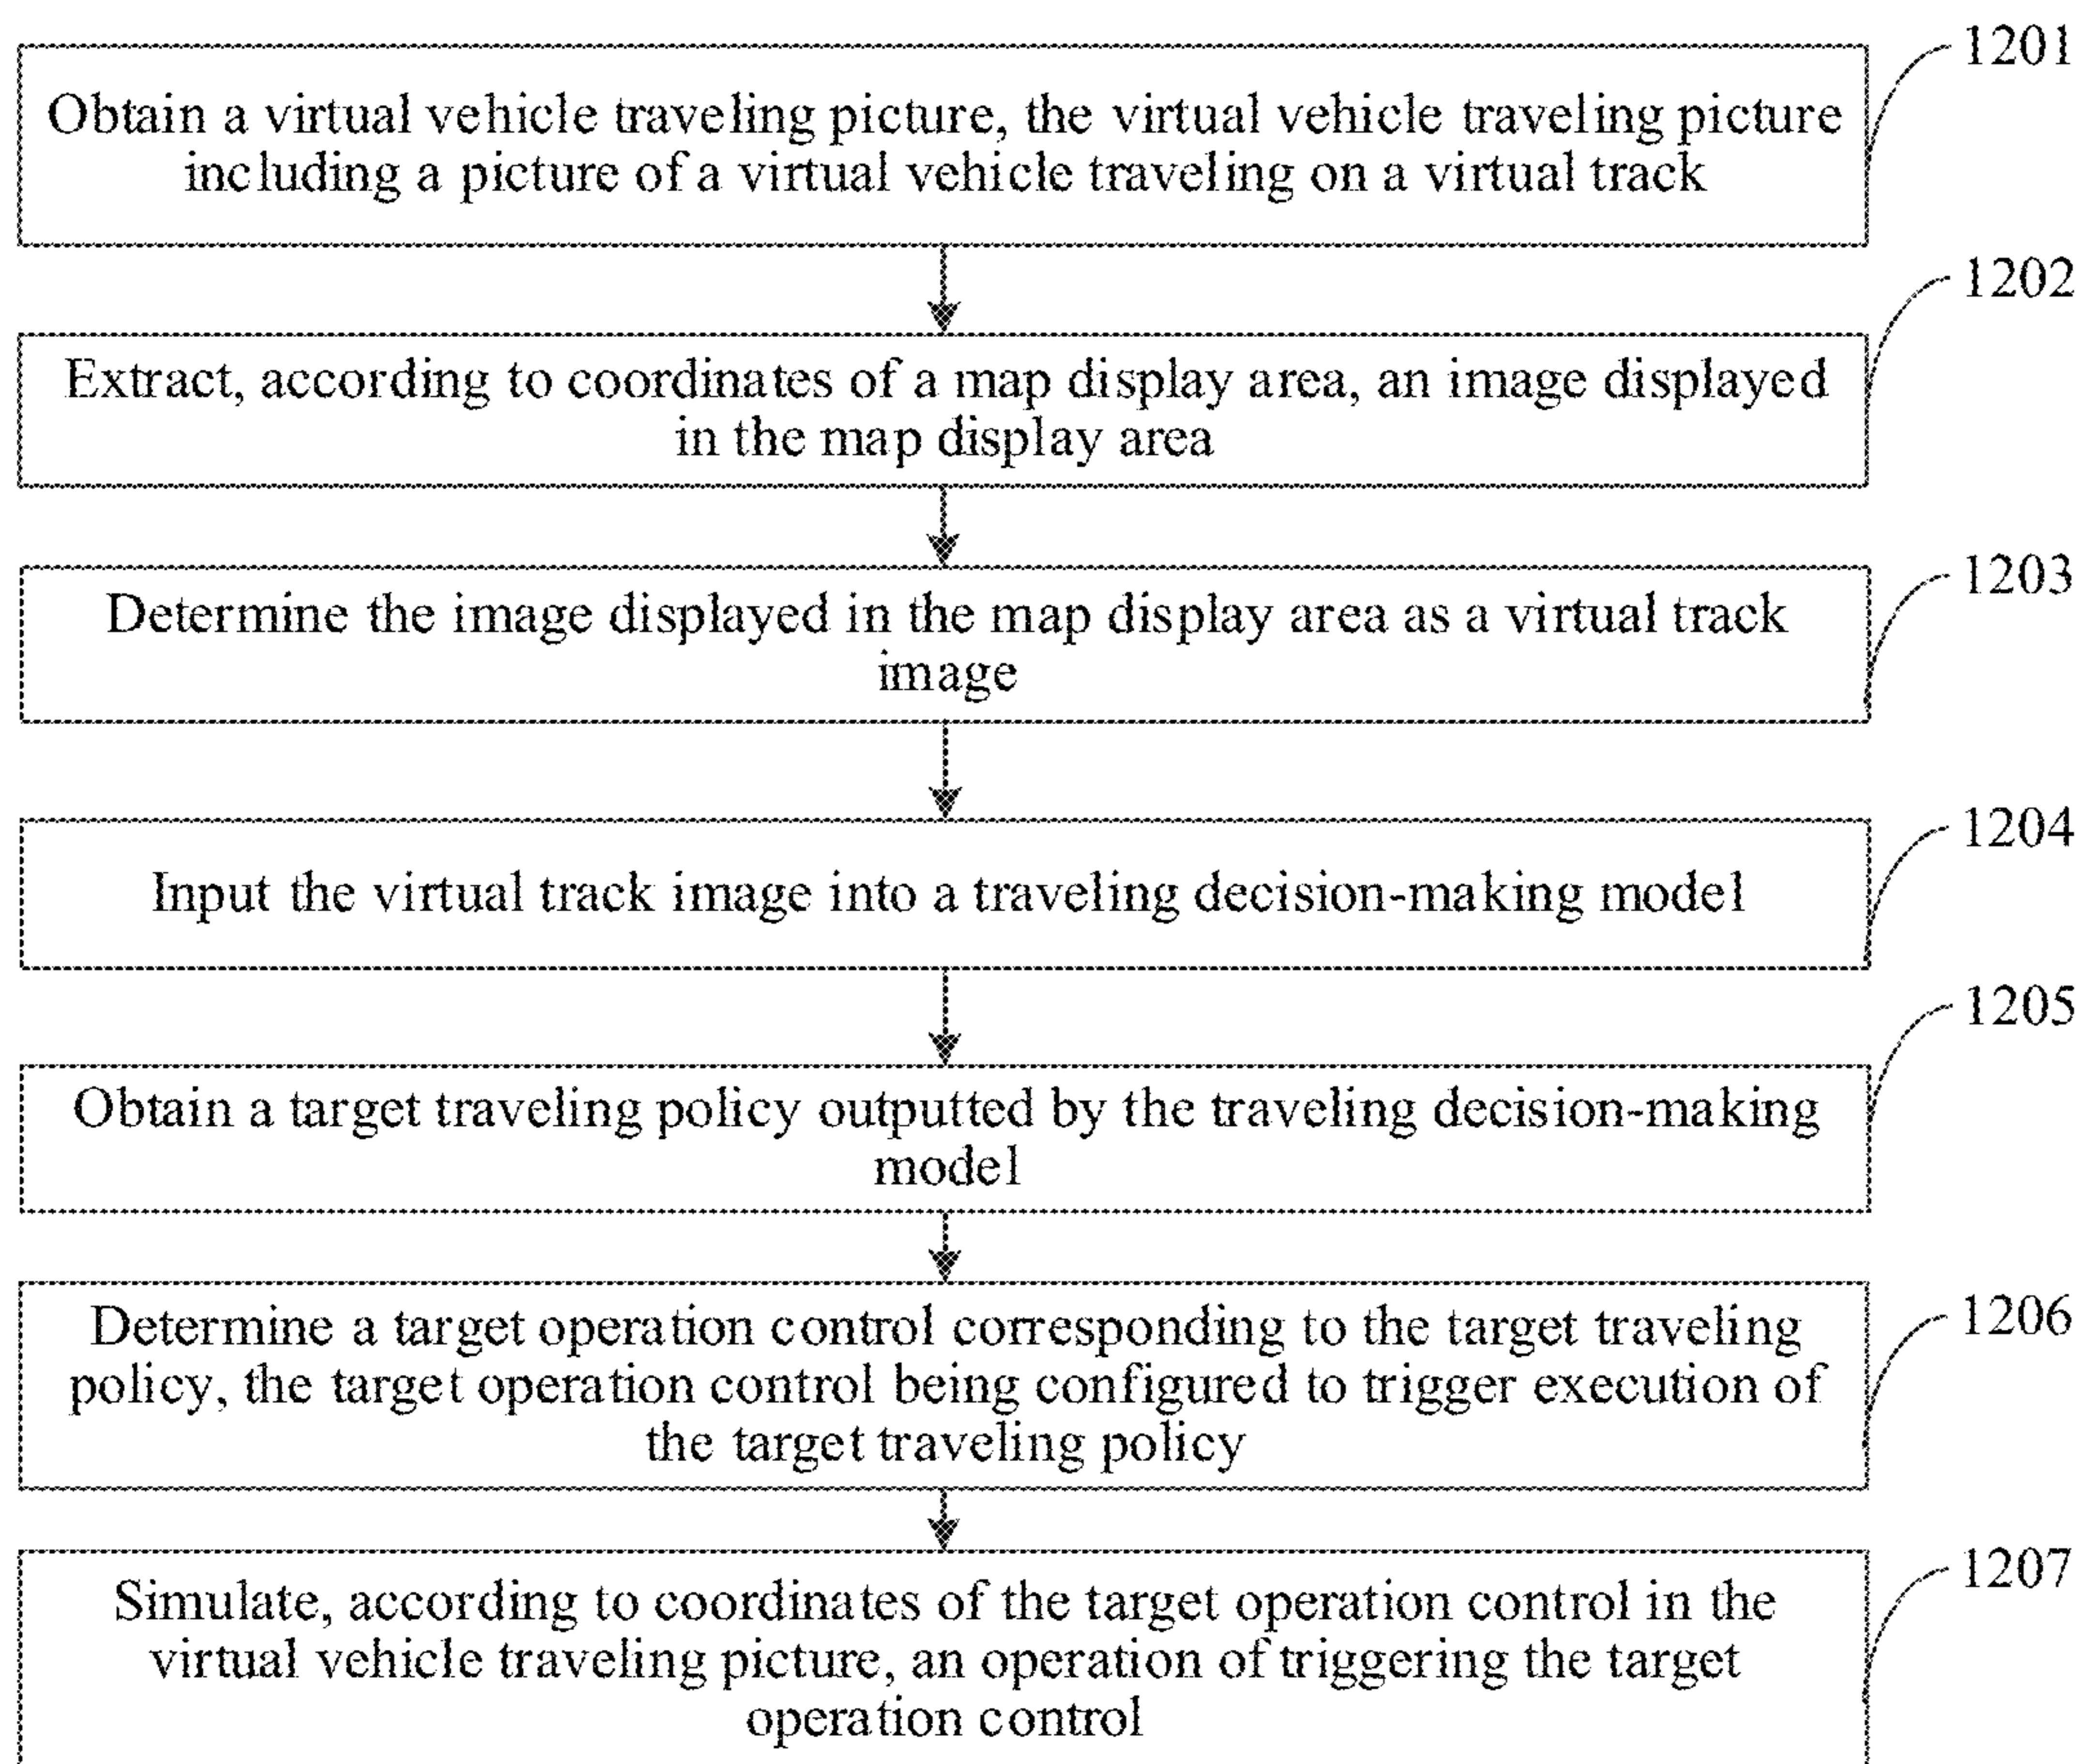 1201
Obtain a virtual vehicle traveling picture, the virtual vehicle traveling picture
including a picture of a virtual vehicle traveling on a virtual track
1202
Extract, according to coordinates of a map display area, an image displayed
in the map display area
1203
Determine the image displayed in the map display area as a virtual track
image
1204
Input the virtual track image into a traveling decision-making model
1205
Obtain a target traveling policy outputted by the traveling decision-making
model
1206
Determine a target operation control corresponding to the target traveling
policy, the target operation control being configured to trigger execution of
the target traveling policy
1207
Simulate, according to coordinates of the target operation control in the
virtual vehicle traveling picture, an operation of triggering the target
operation control